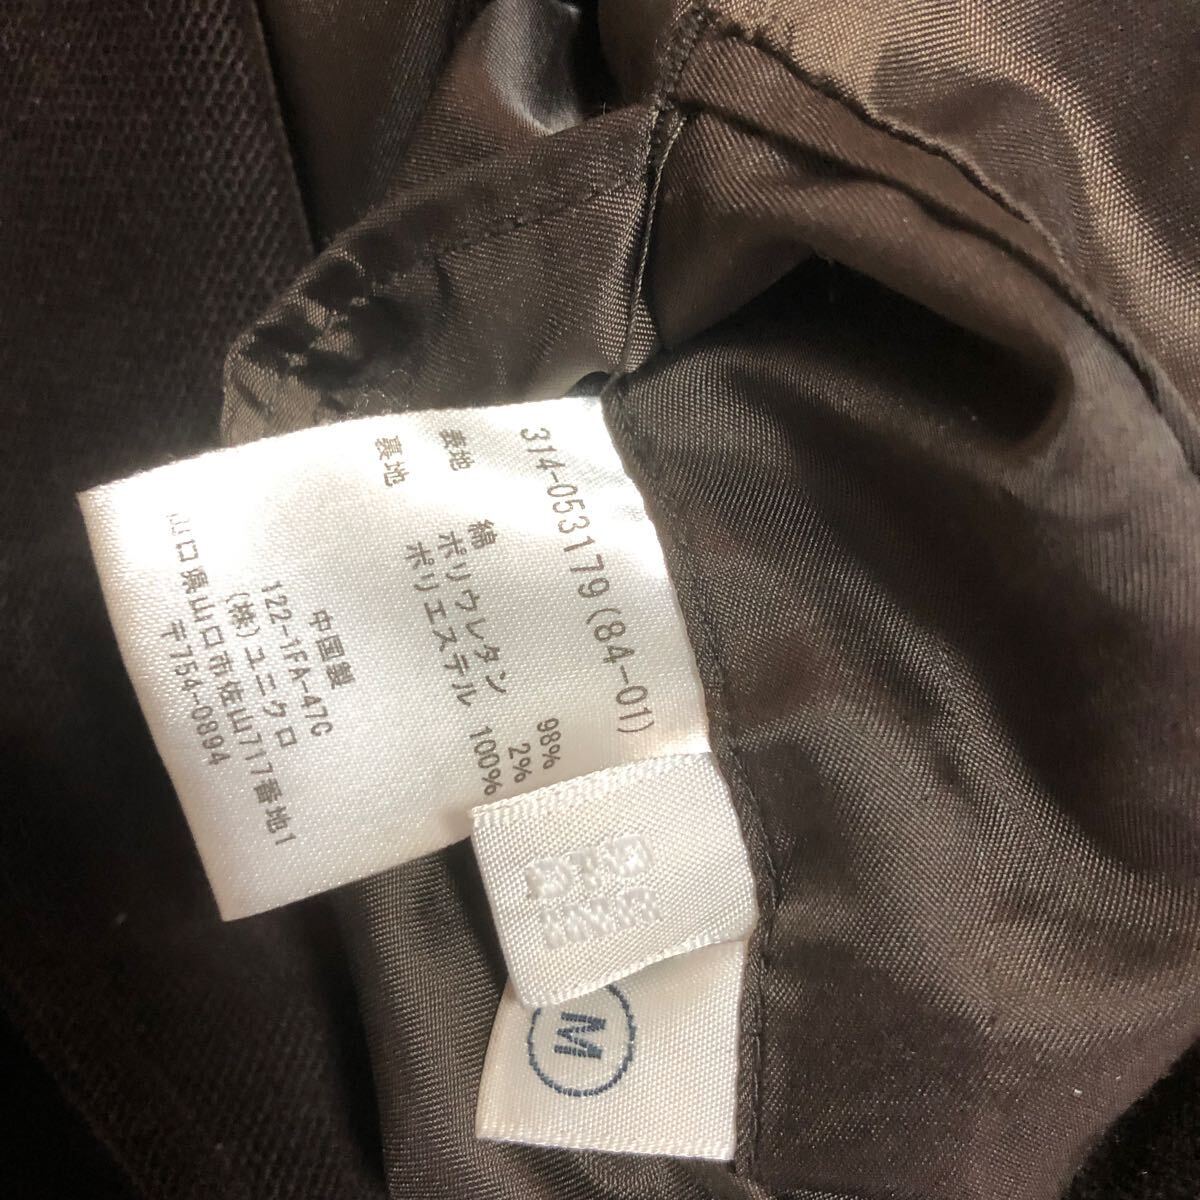 314-053179(84-01)
表地 綿 98%
ポリウレタン 2%
裏地 ポリエステル 100%
中国製
122-1FA-47G
(株)ユニクロ
山口県山口市佐山717番地1
〒754-0894
M